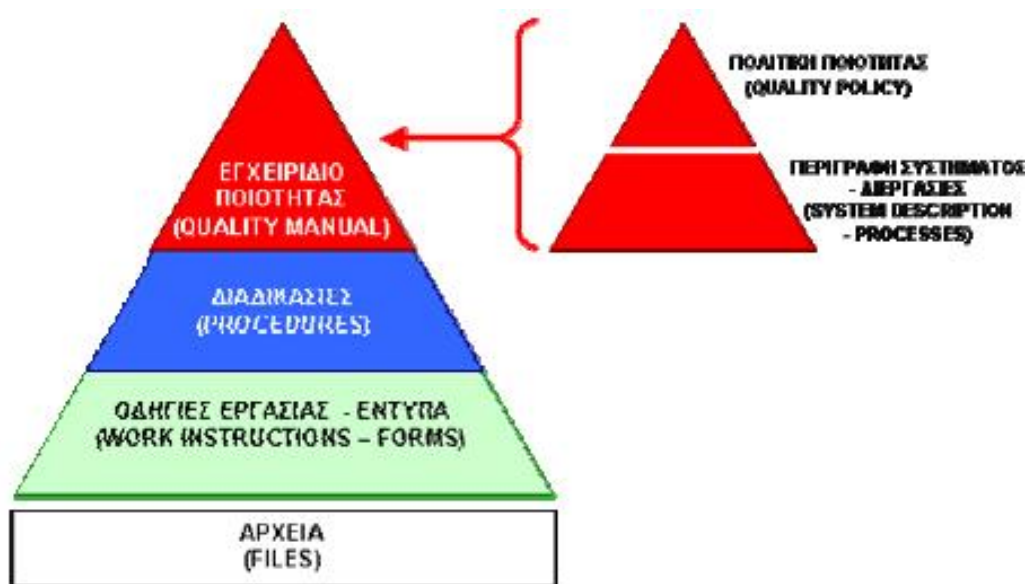 ΕΓΧΕΙΡΙΔΙΟ
ΠΟΙΟΤΗΤΑΣ
(QUALITY MANUAL)
ΔΙΑΔΙΚΑΣΙΕΣ
(PROCEDURES)
ΟΔΗΓΙΕΣ ΕΡΓΑΣΙΑΣ - ΕΝΤΥΠΑ
(WORK INSTRUCTIONS – FORMS)
ΑΡΧΕΙΑ
(FILES)
ΠΟΛΙΤΙΚΗ ΠΟΙΟΤΗΤΑΣ
(QUALITY POLICY)
ΠΕΡΙΓΡΑΦΗ ΣΥΣΤΗΜΑΤΟΣ
- ΔΙΕΡΓΑΣΙΕΣ
(SYSTEM DESCRIPTION
- PROCESSES)